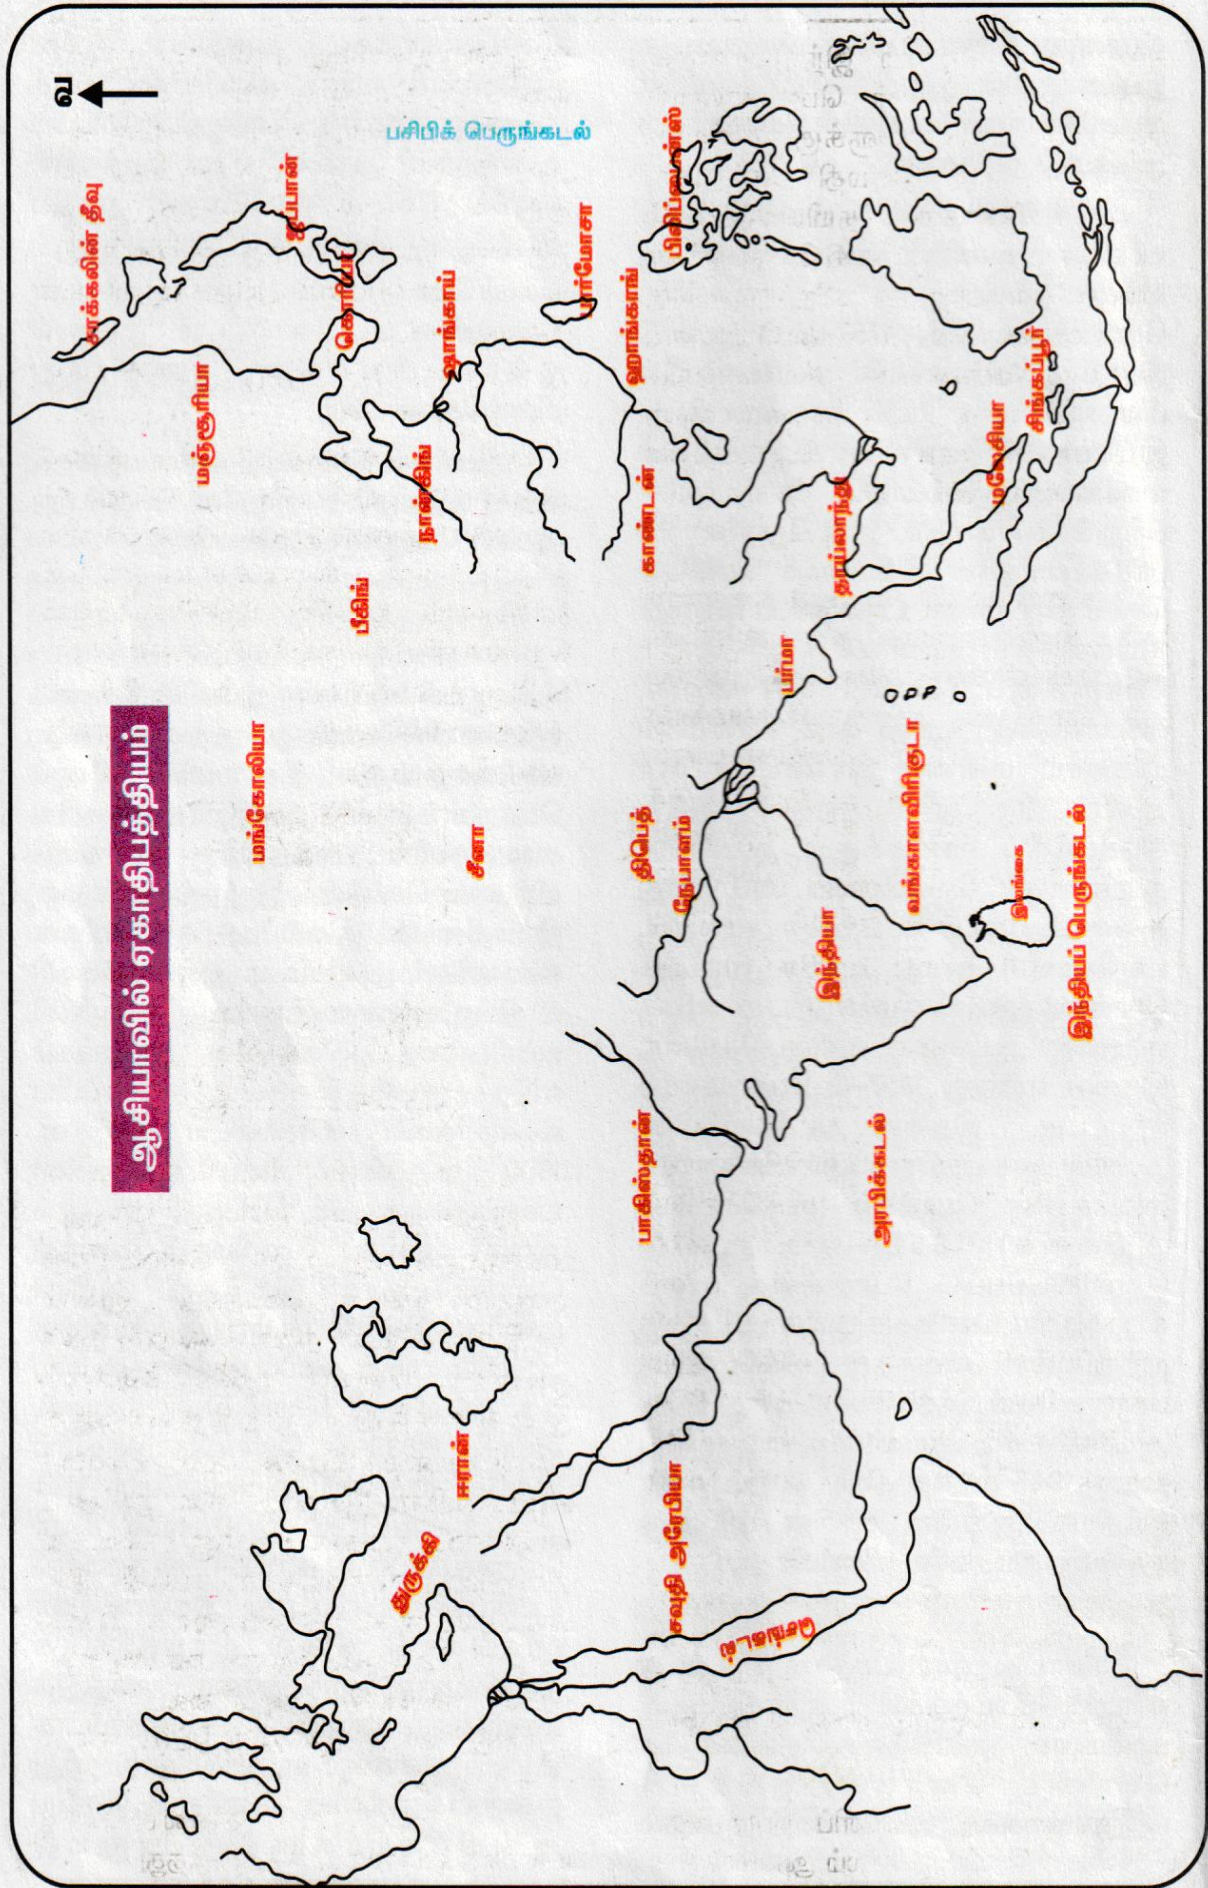 ஆசியாவில் ஏகாதிபத்தியம்
வ
சாக்கலின் தீவு
மஞ்சூரியா
மங்கோலியா
ஜப்பான்
கொரியா
பசிபிக் பெருங்கடல்
பீகிங்
நான்கிங்
ஷாங்காய்
சீனா
பார்மோசா
ஹாங்காங்
காண்டன்
பிலிப்பைன்ஸ்
துருக்கி
ஈரான்
பாகிஸ்தான்
திபெத்
நேபாளம்
சவுதி அரேபியா
செங்கடல்
இந்தியா
பர்மா
தாய்லாந்து
அரபிக்கடல்
வங்காளவிரிகுடா
மலேசியா
சிங்கப்பூர்
இலங்கை
இந்தியப் பெருங்கடல்